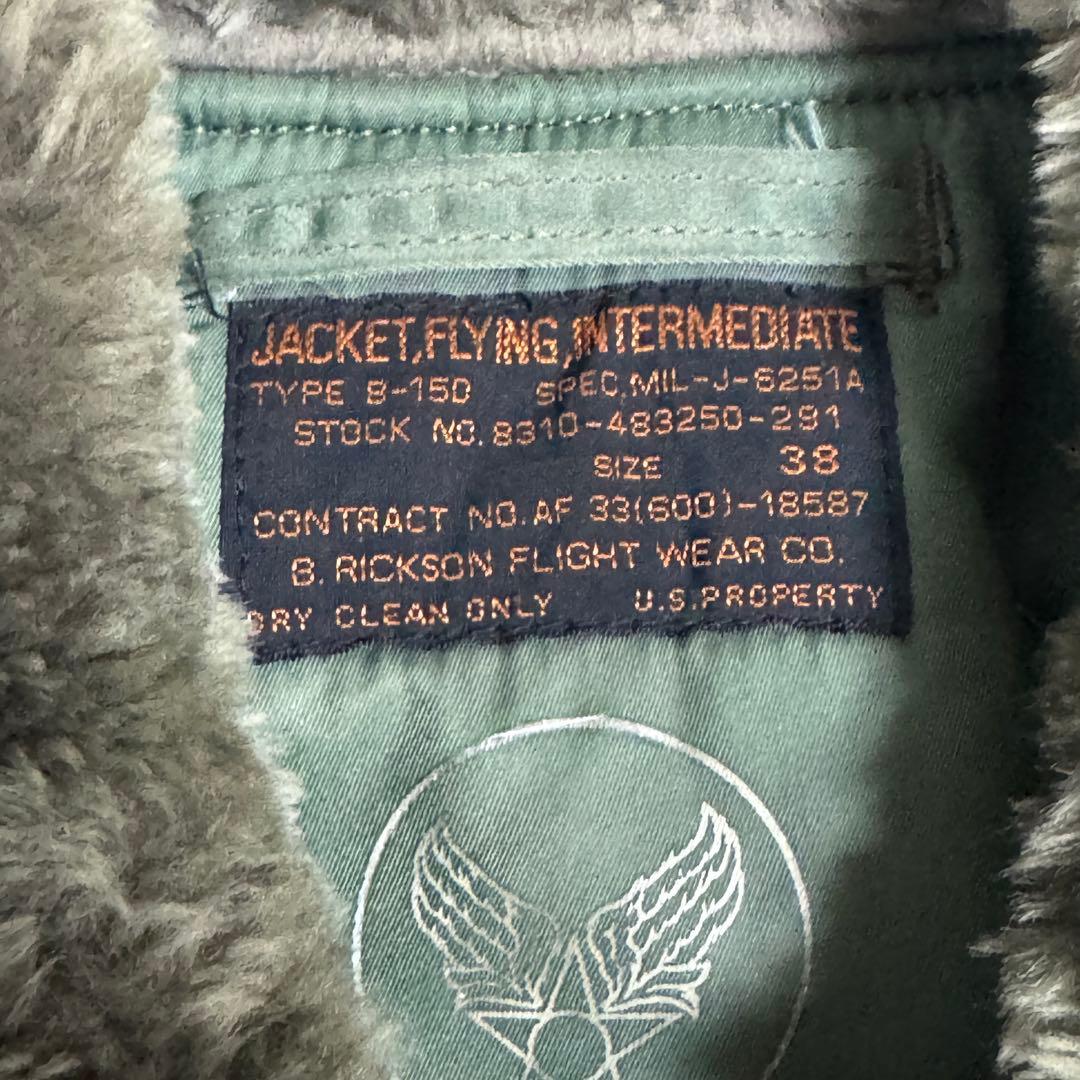 JACKET,FLYING,INTERMEDIATE
TYPE B-15D SPEC.MIL-J-6251A
STOCK NO. 8310-483250-291
SIZE 38
CONTRACT NO. AF 33(600)-18587
B. RICKSON FLIGHT WEAR CO.
DRY CLEAN ONLY U.S.PROPERTY